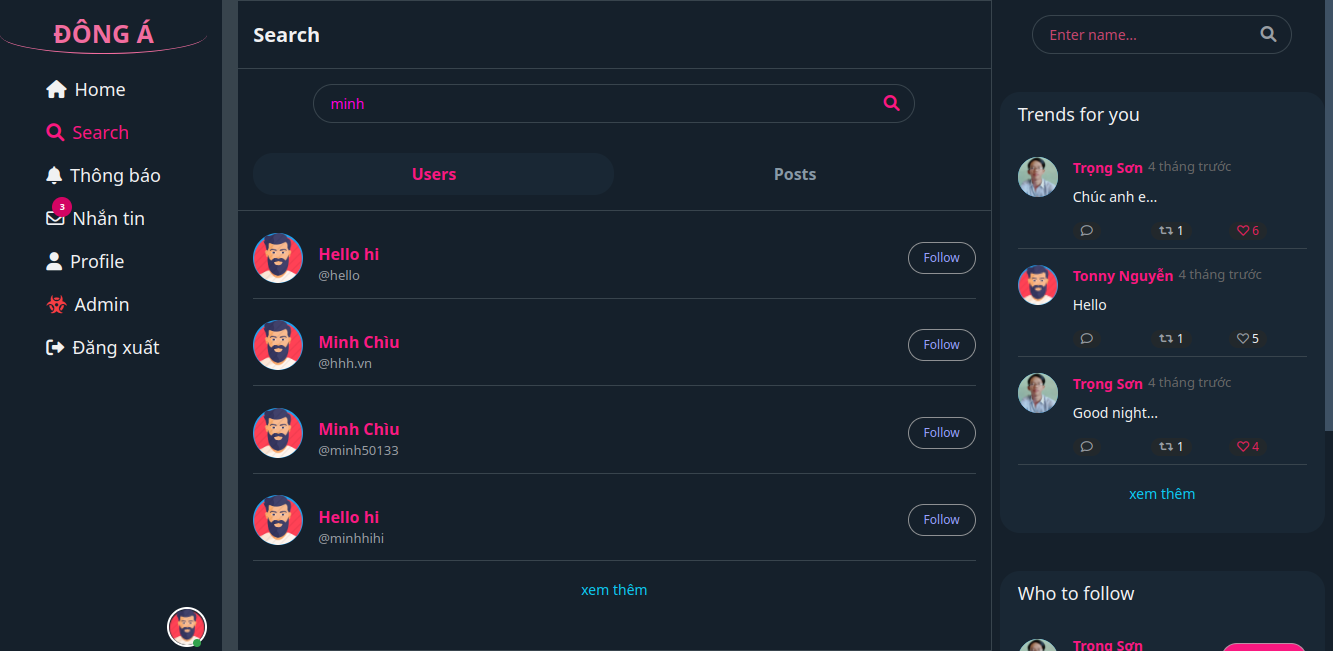 ĐÔNG Á
Home
Search
Thông báo
3
Nhắn tin
Profile
Admin
Đăng xuất
Search
minh
Users
Posts
Hello hi
@hello
Follow
Minh Chìu
@hhh.vn
Follow
Minh Chìu
@minh50133
Follow
Hello hi
@minhhihi
Follow
xem thêm
Enter name...
Trends for you
Trọng Sơn 4 tháng trước
Chúc anh e...
1 6
Tonny Nguyễn 4 tháng trước
Hello
1 5
Trọng Sơn 4 tháng trước
Good night...
1 4
xem thêm
Who to follow
Trọng Sơn